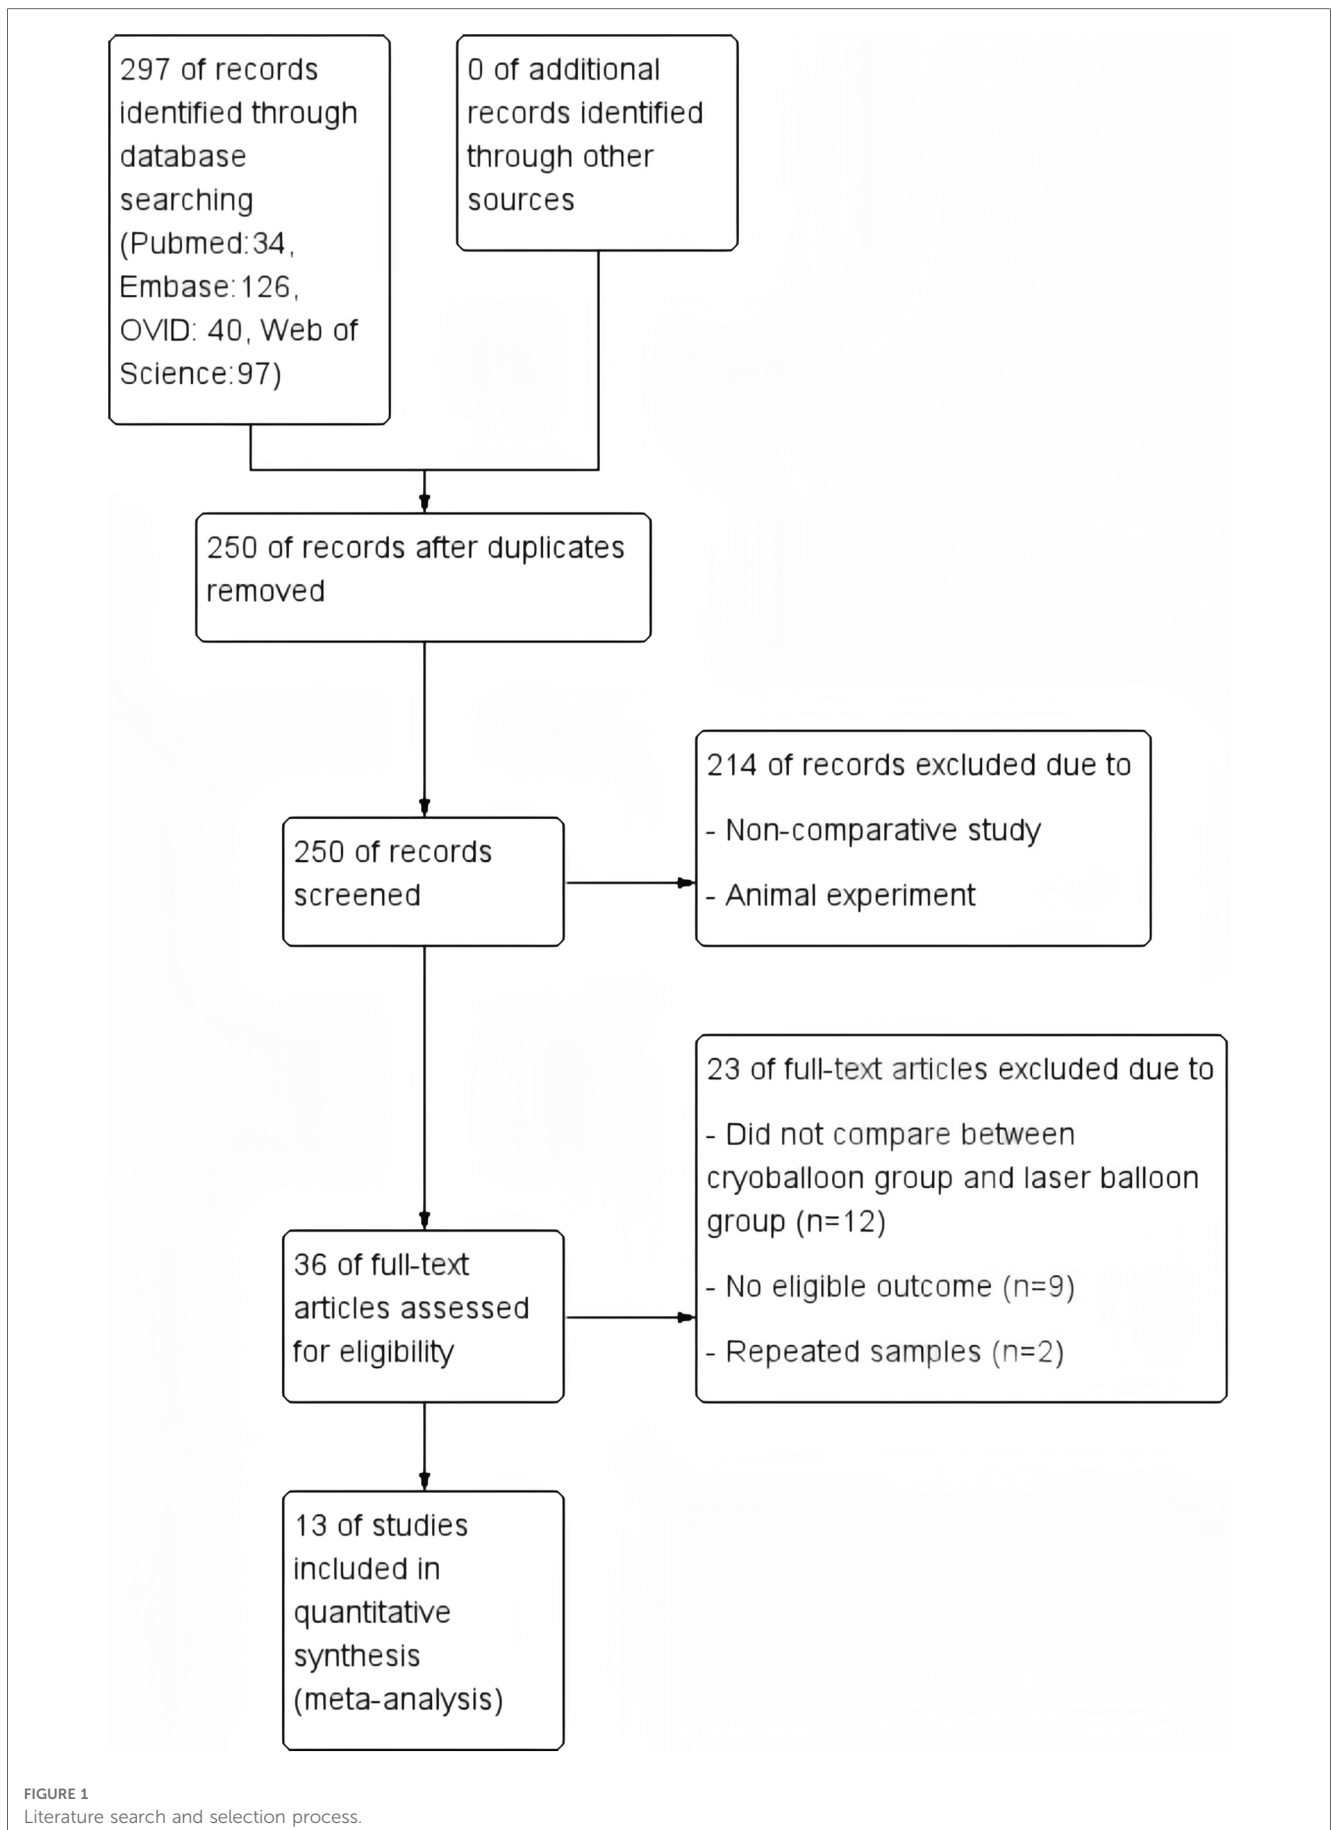 297 of records
identified through
database
searching
(Pubmed:34,
Embase:126,
OVID: 40, Web of
Science:97)
0 of additional
records identified
through other
sources
250 of records after duplicates
removed
250 of records
screened
214 of records excluded due to
- Non-comparative study
- Animal experiment
36 of full-text
articles assessed
for eligibility
23 of full-text articles excluded due to
- Did not compare between
cryoballoon group and laser balloon
group (n=12)
- No eligible outcome (n=9)
- Repeated samples (n=2)
13 of studies
included in
quantitative
synthesis
(meta-analysis)
FIGURE 1
Literature search and selection process.